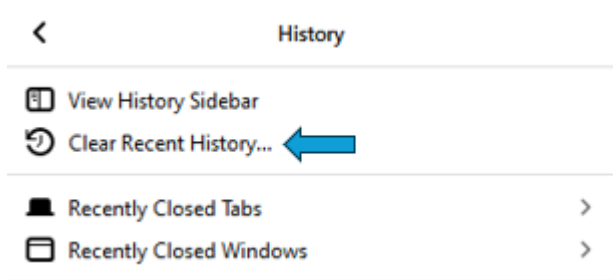 History
View History Sidebar
Clear Recent History...
Recently Closed Tabs
Recently Closed Windows